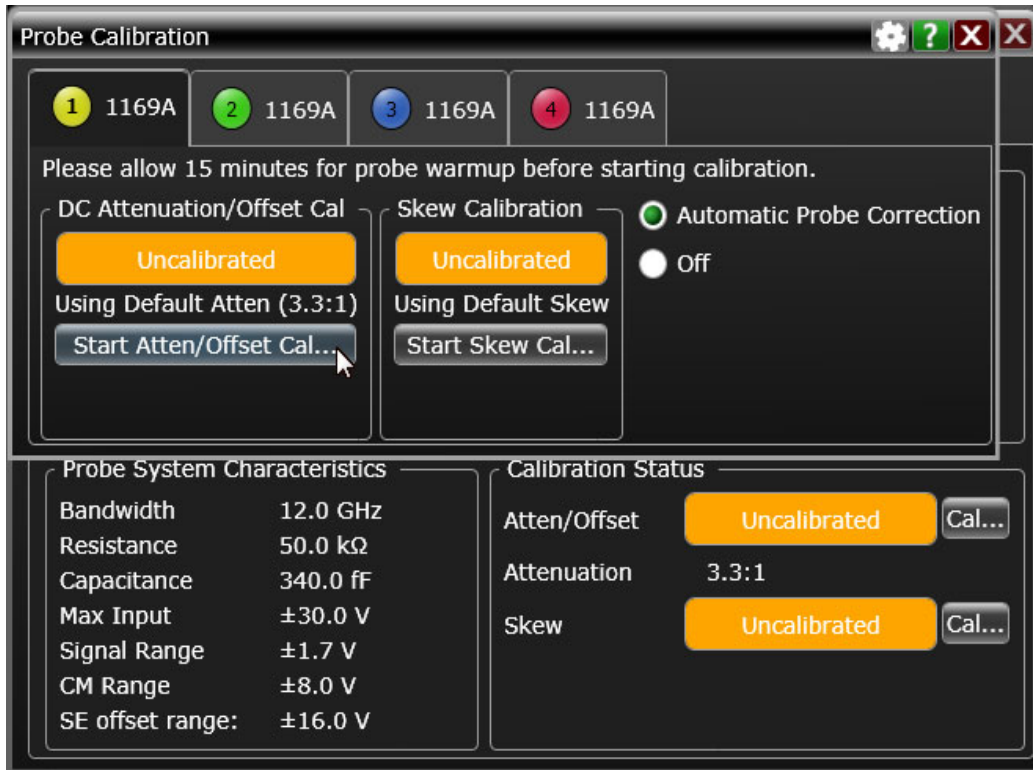 Probe Calibration
? X X
1 1169A 2 1169A 3 1169A 4 1169A
Please allow 15 minutes for probe warmup before starting calibration.
DC Attenuation/Offset Cal
Uncalibrated
Using Default Atten (3.3:1)
Start Atten/Offset Cal...
Skew Calibration
Uncalibrated
Using Default Skew
Start Skew Cal...
Automatic Probe Correction
Off
Probe System Characteristics
Bandwidth 12.0 GHz
Resistance 50.0 kΩ
Capacitance 340.0 fF
Max Input ±30.0 V
Signal Range ±1.7 V
CM Range ±8.0 V
SE offset range: ±16.0 V
Calibration Status
Atten/Offset Uncalibrated Cal...
Attenuation 3.3:1
Skew Uncalibrated Cal...